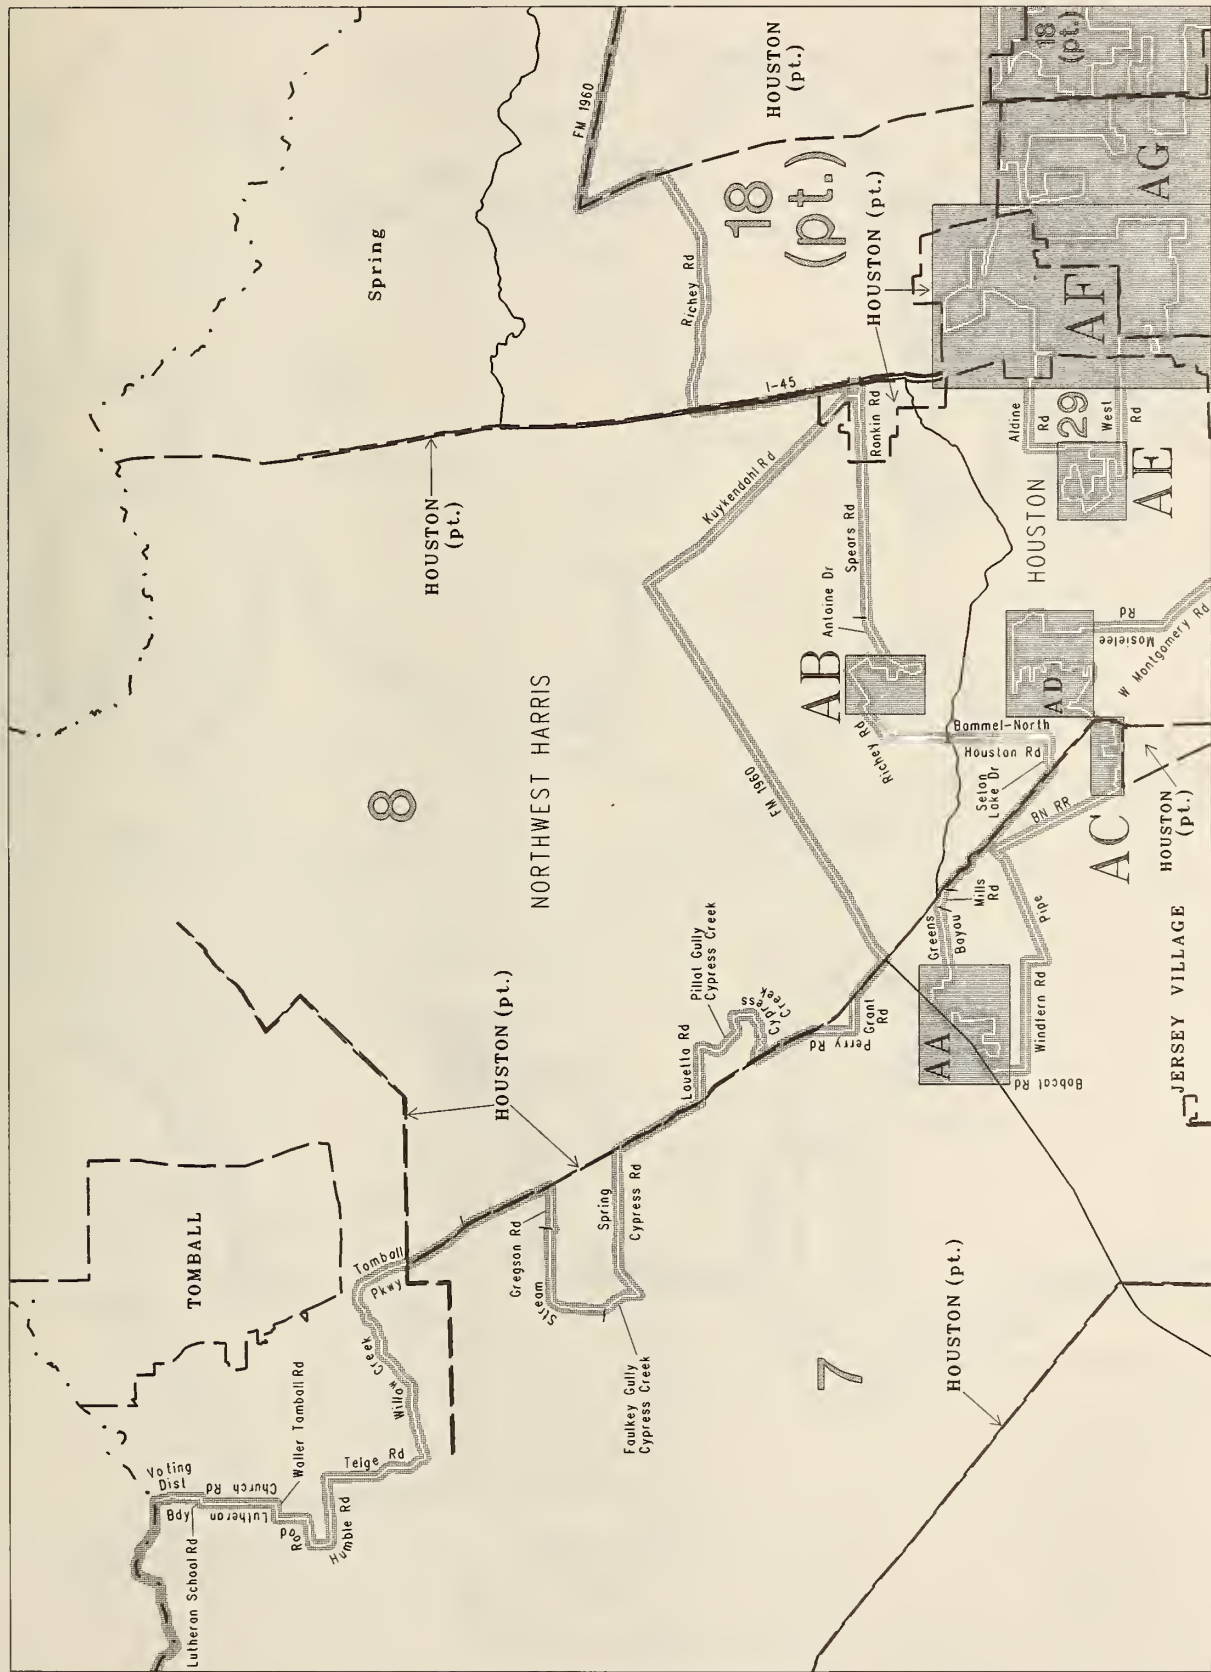 Spring
HOUSTON
(pt.)
FM 1960
HOUSTON
(pt.)
18
(pt.)
Richey Rd
18
(pt.)
HOUSTON (pt.)
HOUSTON (pt.)
I-45
AG
AF
Kuykendahl Rd
Rankin Rd
Spears Rd
Antoine Dr
AB
Aldine
Rd
29
West
Rd
AE
HOUSTON
8
NORTHWEST HARRIS
FM 1960
Richey Rd
Bammel-North
Houston Rd
Seton
Lake Dr
AD
Mosielee
Rd
W Montgomery Rd
BN RR
AC
HOUSTON
(pt.)
Mills
Rd
Greens
Bayou
Pipe
Windfern Rd
Bobcat Rd
AA
JERSEY VILLAGE
TOMBALL
HOUSTON (pt.)
Pillot Gully
Cypress Creek
Louetta Rd
Cypress
Creek
Perry Rd
Grant
Rd
Tomball
Pkwy
Gregson Rd
Stream
Spring
Cypress Rd
Faulkey Gully
Cypress Creek
Willow Creek
Telge Rd
Waller Tomball Rd
Voting
Dist
Bdy
Lutheran
Church Rd
Lutheran School Rd
Humble Rd
7
HOUSTON (pt.)